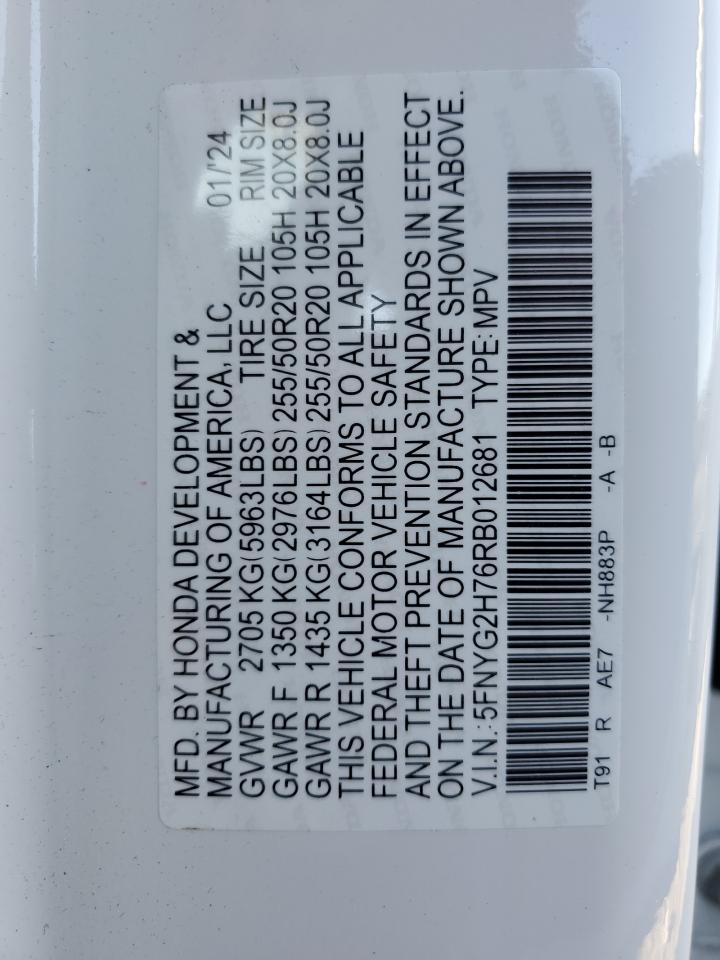 MFD. BY HONDA DEVELOPMENT &
MANUFACTURING OF AMERICA, LLC 01/'24
GVWR 2705 KG(5963LBS) TIRE SIZE RIM SIZE
GAWR F 1350 KG(2976LBS) 255/50R20 105H 20X8.0J
GAWR R 1435 KG(3164LBS) 255/50R20 105H 20X8.0J
THIS VEHICLE CONFORMS TO ALL APPLICABLE
FEDERAL MOTOR VEHICLE SAFETY
AND THEFT PREVENTION STANDARDS IN EFFECT
ON THE DATE OF MANUFACTURE SHOWN ABOVE.
V.I.N.: 5FNYG2H76RB012681 TYPE: MPV
T91 R AE7 -NH883P -A -B